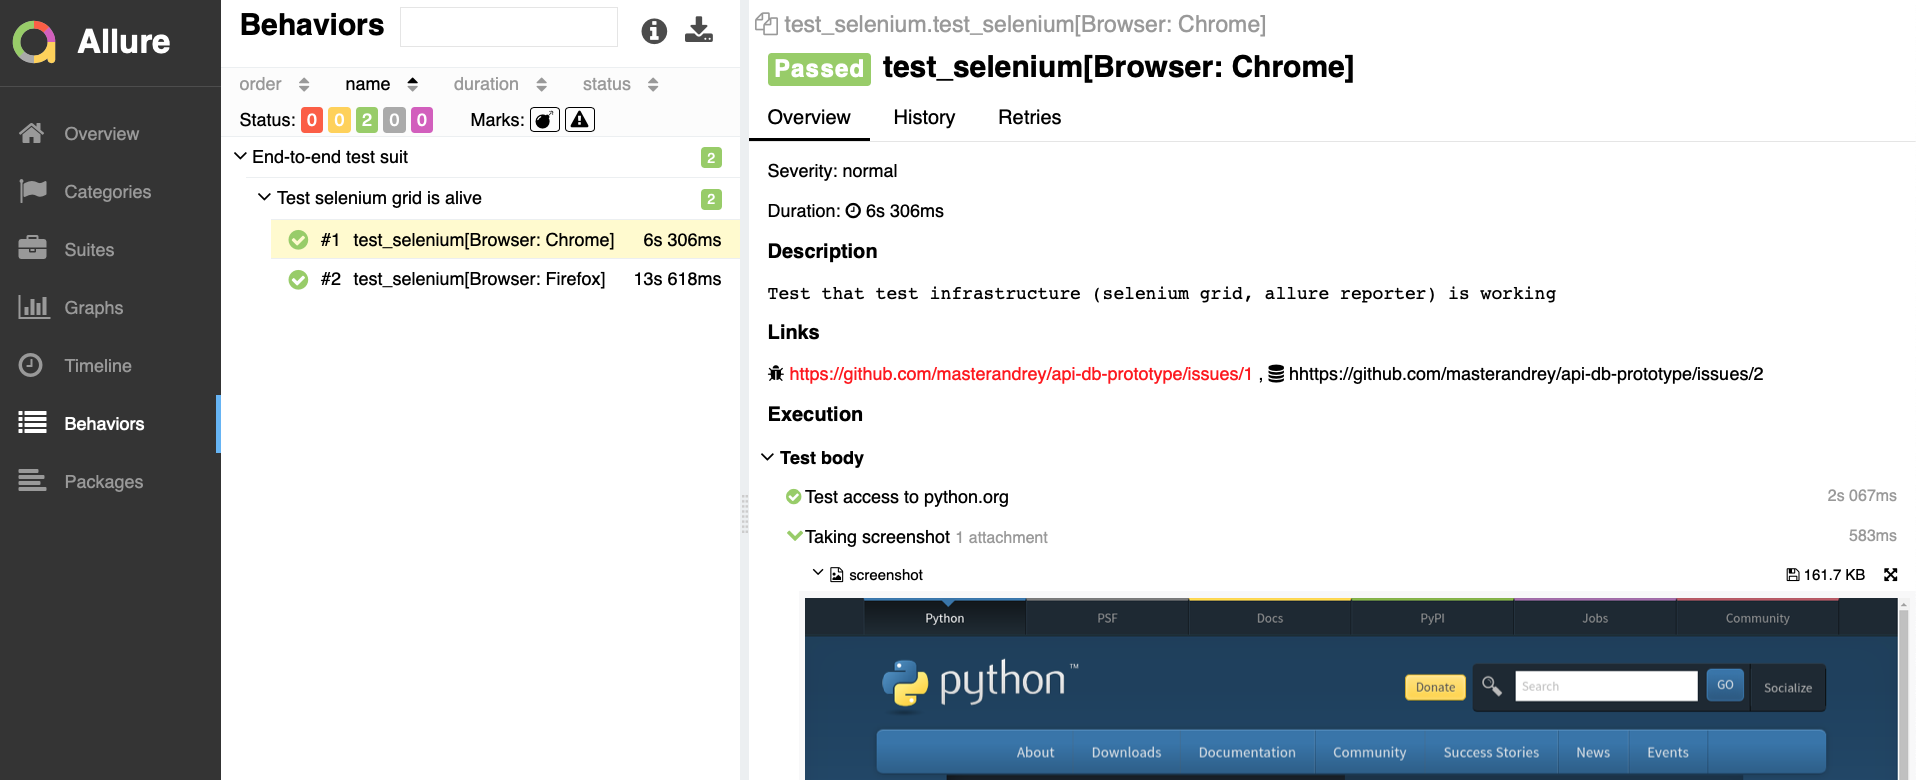 Allure
Overview
Categories
Suites
Graphs
Timeline
Behaviors
Packages
Behaviors
order name duration status
Status: 0 0 2 0 0 Marks:
End-to-end test suit 2
Test selenium grid is alive 2
#1 test_selenium[Browser: Chrome] 6s 306ms
#2 test_selenium[Browser: Firefox] 13s 618ms
test_selenium.test_selenium[Browser: Chrome]
Passed test_selenium[Browser: Chrome]
Overview History Retries
Severity: normal
Duration: 6s 306ms
Description
Test that test infrastructure (selenium grid, allure reporter) is working
Links
https://github.com/masterandrey/api-db-prototype/issues/1 , hhttps://github.com/masterandrey/api-db-prototype/issues/2
Execution
Test body
Test access to python.org 2s 067ms
Taking screenshot 1 attachment 583ms
screenshot 161.7 KB
Python PSF Docs PyPI Jobs Community
python™ Donate Search GO Socialize
About Downloads Documentation Community Success Stories News Events